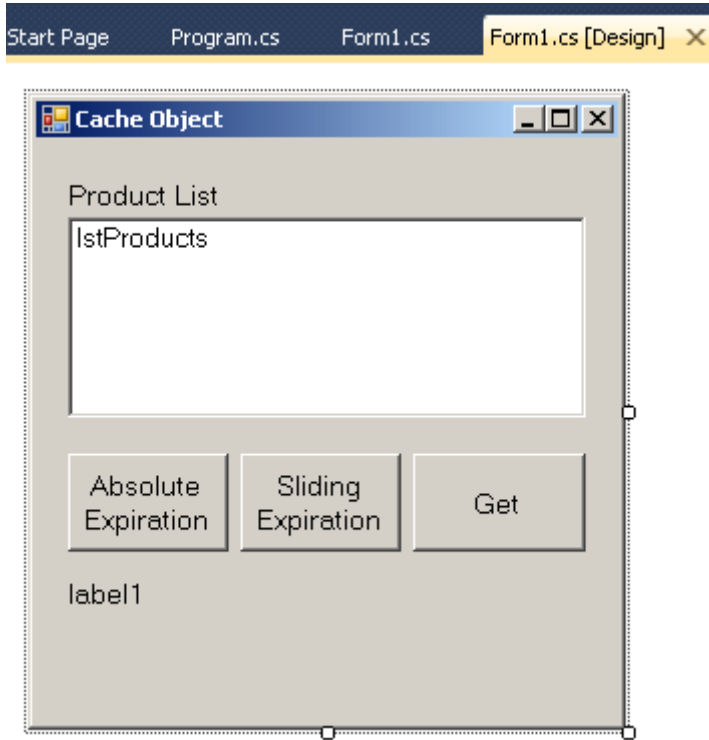 Start Page Program.cs Form1.cs Form1.cs [Design]
Cache Object
Product List
lstProducts
Absolute Expiration
Sliding Expiration
Get
label1